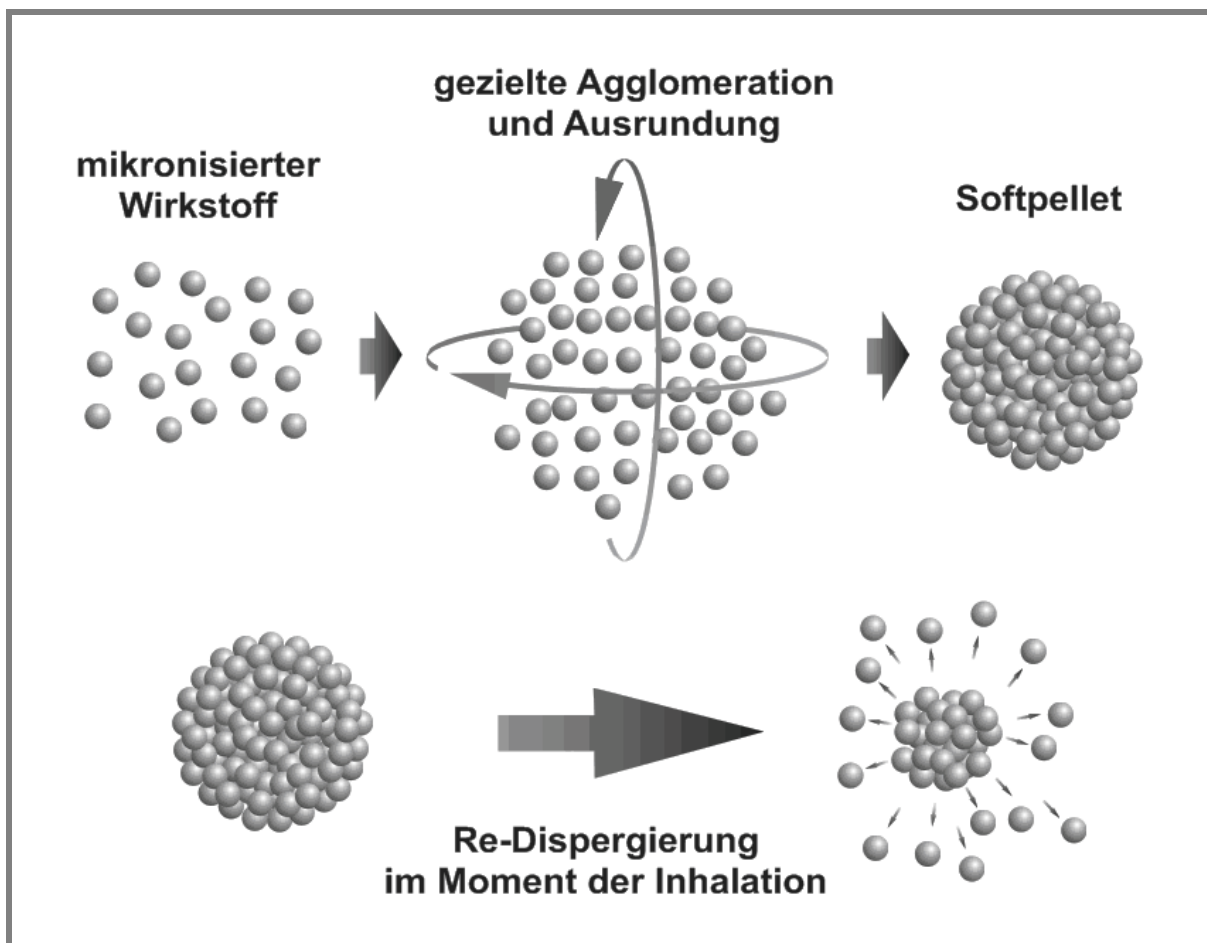 gezielte Agglomeration
und Ausrundung
mikronisierter
Wirkstoff
Softpellet
Re-Dispergierung
im Moment der Inhalation